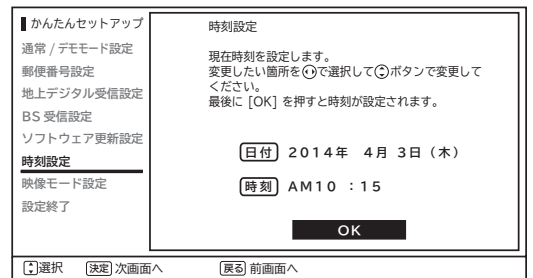 かんたんセットアップ
通常 / デモモード設定
郵便番号設定
地上デジタル受信設定
BS 受信設定
ソフトウェア更新設定
時刻設定
映像モード設定
設定終了
時刻設定
現在時刻を設定します。
変更したい箇所を で選択して ボタンで変更して
ください。
最後に [OK] を押すと時刻が設定されます。
日付 2014年 4月 3日（木）
時刻 AM10 ：15
OK
選択 決定 次画面へ 戻る 前画面へ